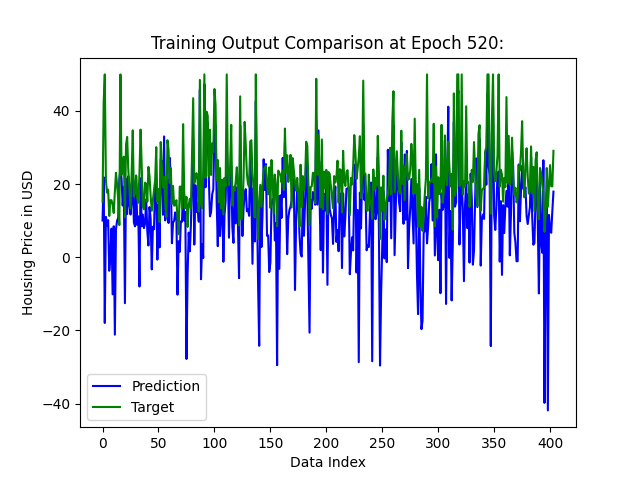 Training Output Comparison at Epoch 520:
Housing Price in USD
40
20
0
−20
−40
Prediction
Target
0 50 100 150 200 250 300 350 400
Data Index